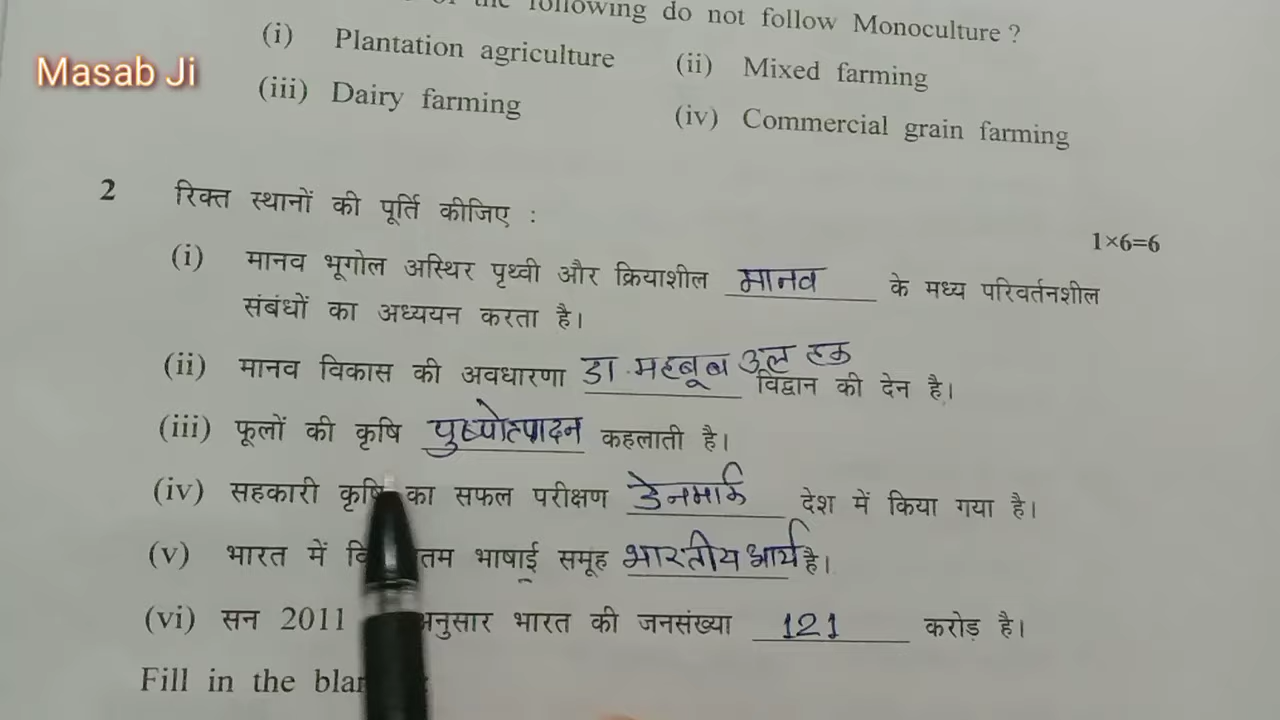 of the following do not follow Monoculture ?
(i) Plantation agriculture (ii) Mixed farming
Masab Ji
(iii) Dairy farming (iv) Commercial grain farming
2 रिक्त स्थानों की पूर्ति कीजिए :
1×6=6
(i) मानव भूगोल अस्थिर पृथ्वी और क्रियाशील मानव के मध्य परिवर्तनशील
संबंधों का अध्ययन करता है।
(ii) मानव विकास की अवधारणा डा महबूब उल हक विद्वान की देन है।
(iii) फूलों की कृषि पुष्पोत्पादन कहलाती है।
(iv) सहकारी कृषि का सफल परीक्षण डेनमार्क देश में किया गया है।
(v) भारत में भाषाई समूह भारतीय आर्य है।
(vi) सन 2011 अनुसार भारत की जनसंख्या 121 करोड़ है।
Fill in the